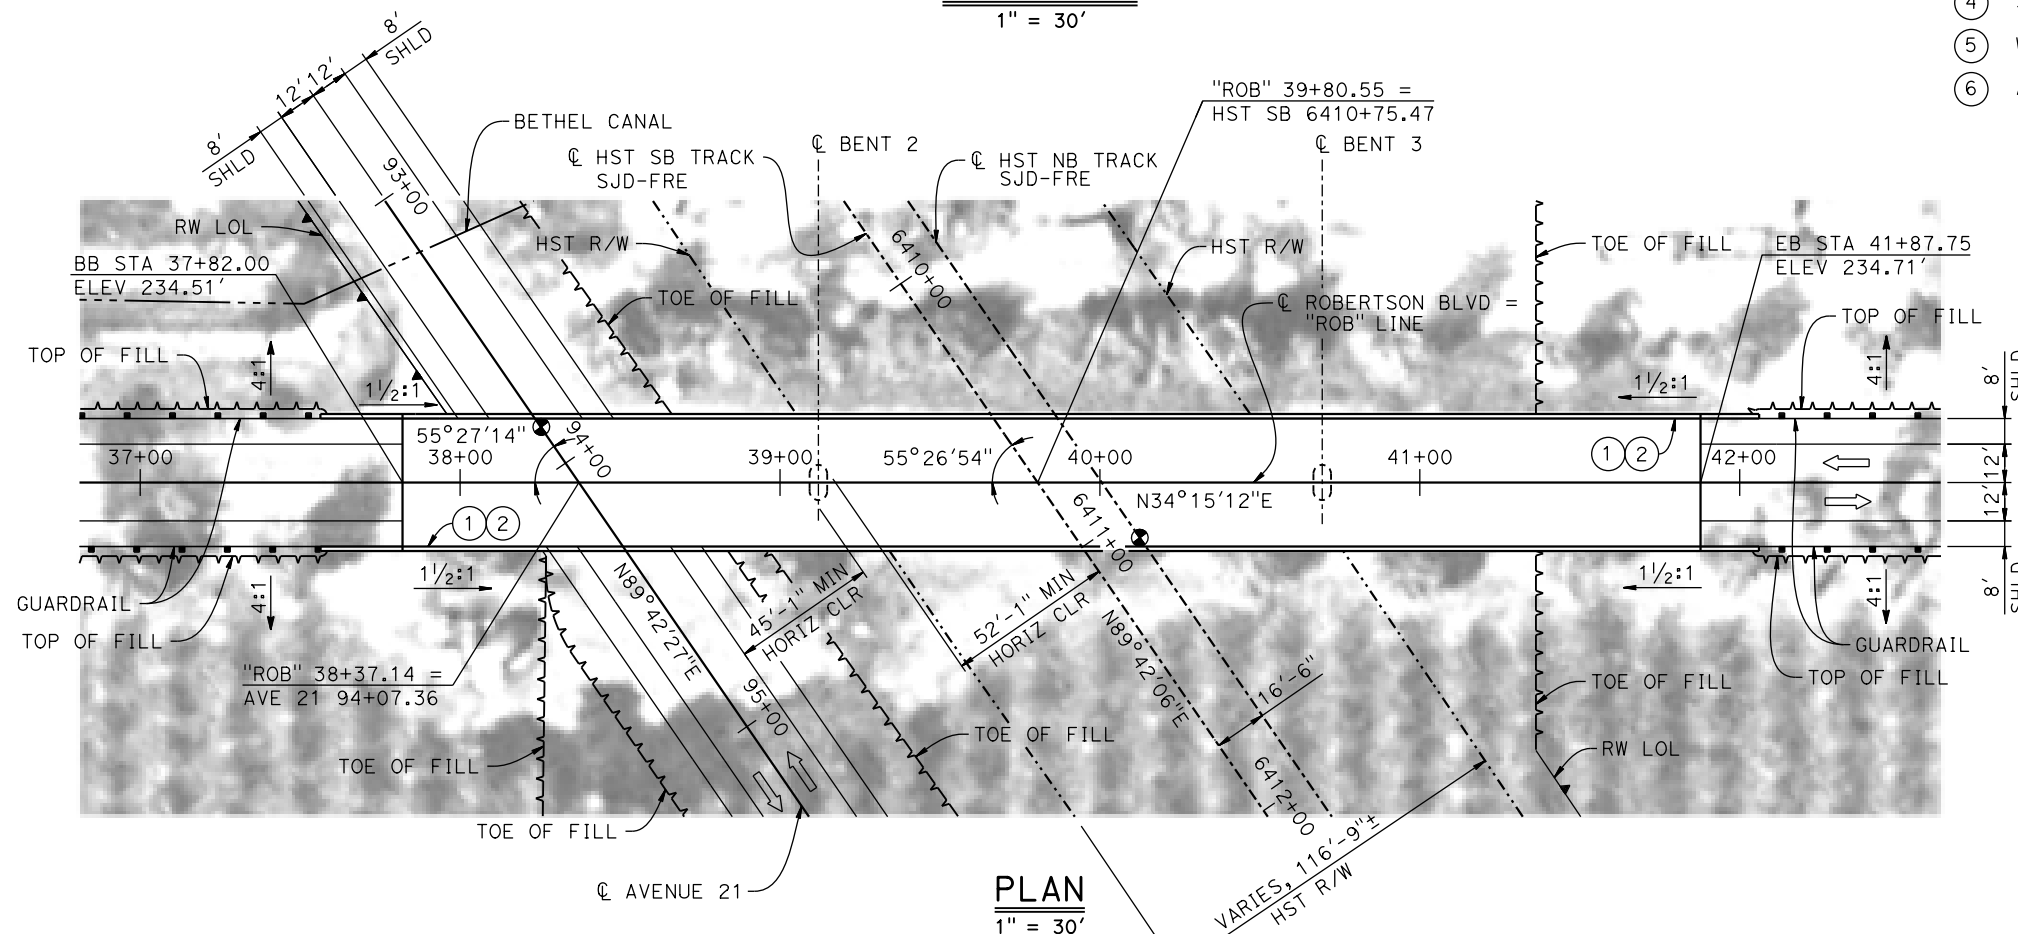 1" = 30'
4
5
6
8'
SHLD
12'
12'
8'
SHLD
BETHEL CANAL
℄ HST SB TRACK
SJD-FRE
℄ BENT 2
℄ HST NB TRACK
SJD-FRE
"ROB" 39+80.55 =
HST SB 6410+75.47
℄ BENT 3
93+00
RW LOL
HST R/W
6410+00
HST R/W
TOE OF FILL
EB STA 41+87.75
ELEV 234.71'
BB STA 37+82.00
ELEV 234.51'
TOE OF FILL
℄ ROBERTSON BLVD =
"ROB" LINE
TOP OF FILL
TOP OF FILL
4:1
1½:1
1½:1
4:1
8'
SHLD
55°27'14"
94+00
55°26'54"
1 2
37+00
38+00
39+00
40+00
41+00
42+00
12'
12'
N34°15'12"E
6411+00
1 2
1½:1
1½:1
4:1
4:1
8'
SHLD
GUARDRAIL
TOP OF FILL
N89°42'27"E
45'-1" MIN
HORIZ CLR
52'-1" MIN
HORIZ CLR
N89°42'06"E
GUARDRAIL
TOP OF FILL
"ROB" 38+37.14 =
AVE 21 94+07.36
95+00
16'-6"
TOE OF FILL
TOE OF FILL
TOE OF FILL
RW LOL
6412+00
TOE OF FILL
℄ AVENUE 21
VARIES, 116'-9"±
HST R/W
PLAN
1" = 30'